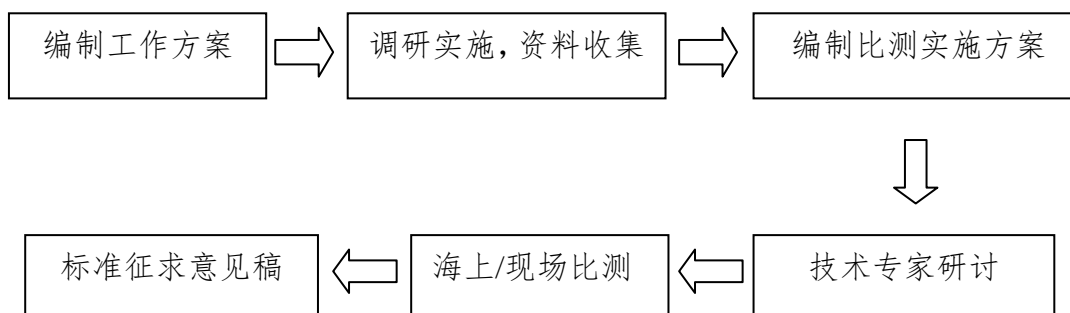 编制工作方案
调研实施,资料收集
编制比测实施方案
技术专家研讨
海上/现场比测
标准征求意见稿